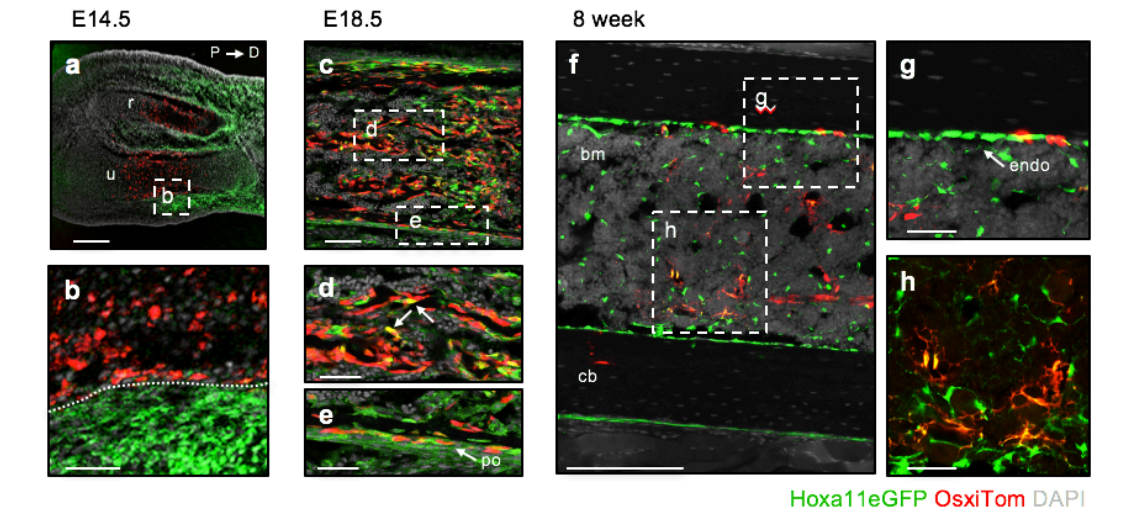 E14.5
E18.5
8 week
a
P → D
r
u
b
c
d
e
f
g
bm
h
cb
g
endo
b
d
e
po
h
Hoxa11eGFP OsxiTom DAPI